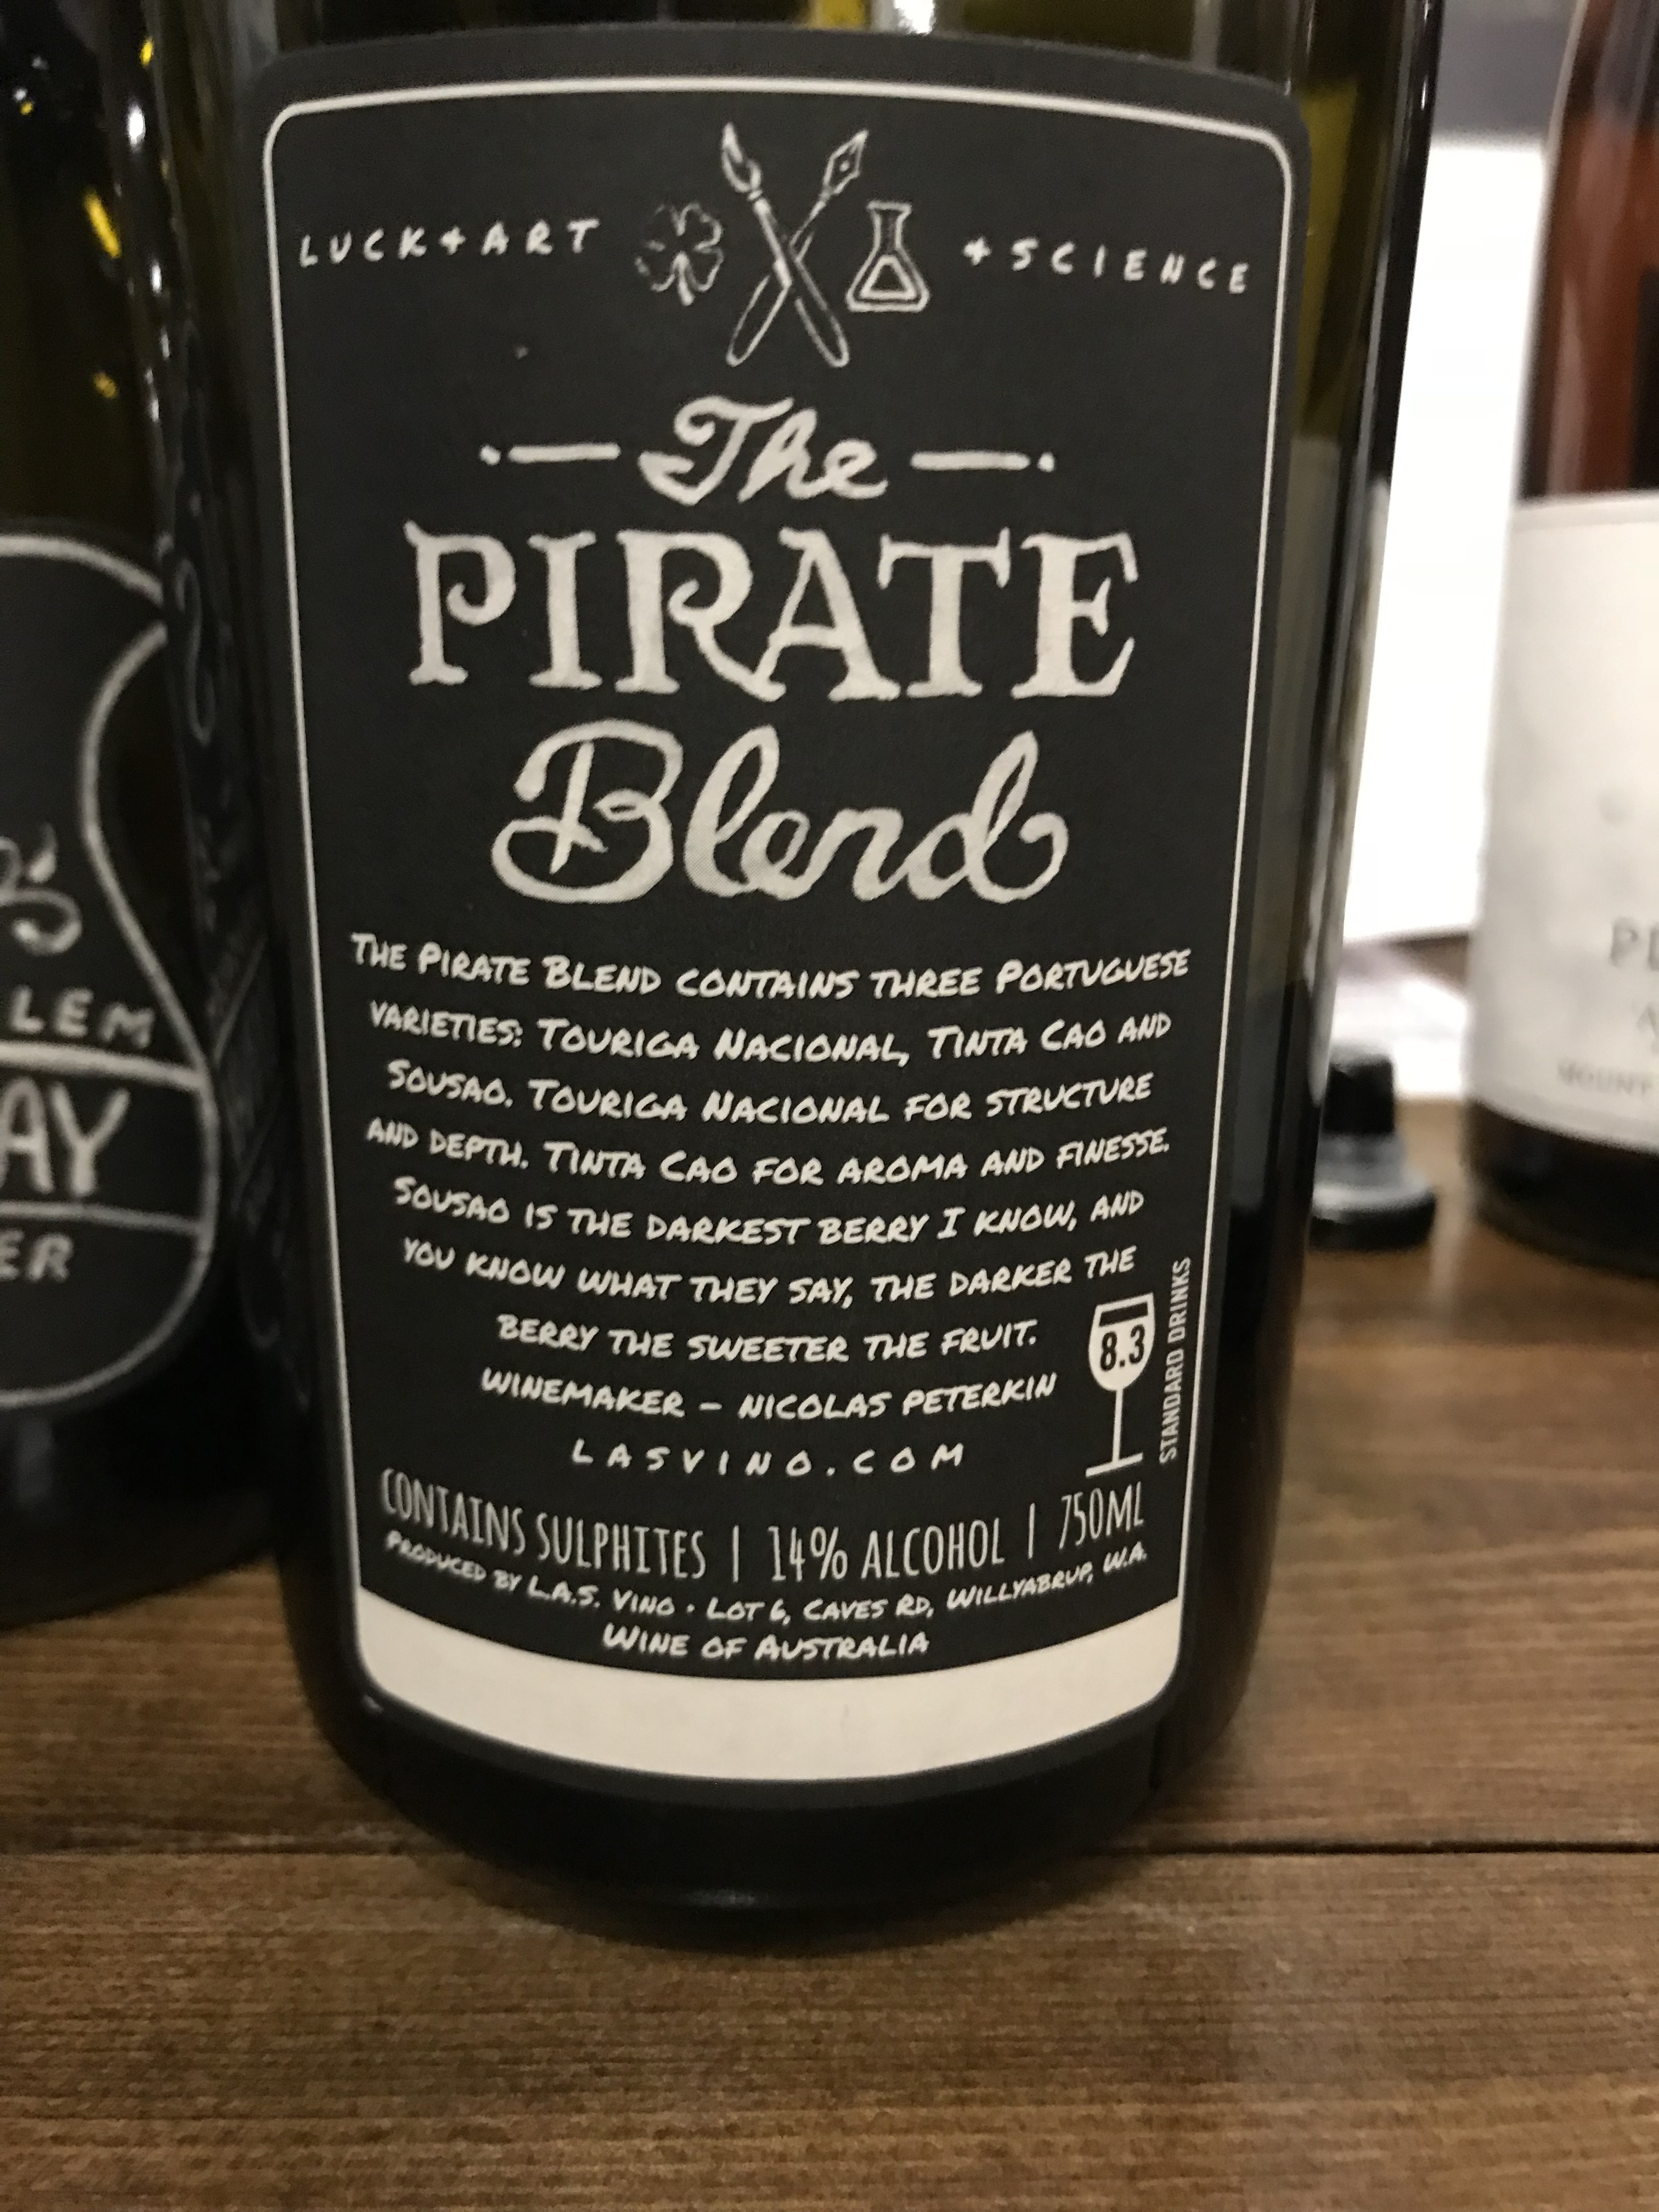 LUCK + ART + SCIENCE
The
PIRATE
Blend
THE PIRATE BLEND CONTAINS THREE PORTUGUESE
VARIETIES: TOURIGA NACIONAL, TINTA CAO AND
SOUSAO. TOURIGA NACIONAL FOR STRUCTURE
AND DEPTH. TINTA CAO FOR AROMA AND FINESSE.
SOUSAO IS THE DARKEST BERRY I KNOW, AND
YOU KNOW WHAT THEY SAY, THE DARKER THE
BERRY THE SWEETER THE FRUIT.
WINEMAKER - NICOLAS PETERKIN
LASVINO.COM
8.3
STANDARD DRINKS
CONTAINS SULPHITES | 14% ALCOHOL | 750ML
PRODUCED BY L.A.S. VINO • LOT 6, CAVES RD, WILLYABRUP, W.A.
WINE OF AUSTRALIA
LEM
AY
ER
MOUNT